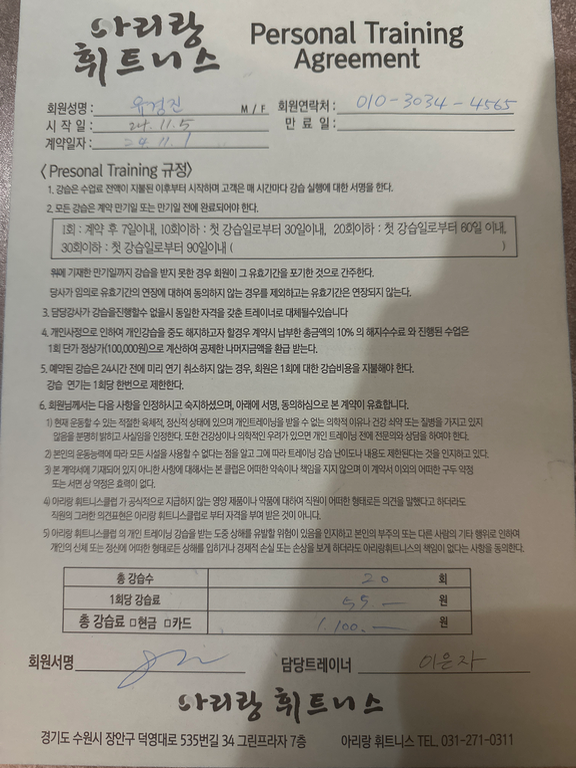 아리랑 휘트니스
Personal Training Agreement
회원성명 : 유경진 M / F 회원연락처 : 010-3034-4565
시 작 일 : 24. 11. 5 만 료 일 :
계약일자 : 24. 11. 1
〈 Presonal Training 규정〉
1. 강습은 수업료 전액이 지불된 이후부터 시작하며 고객은 매 시간마다 강습 실행에 대한 서명을 한다.
2. 모든 강습은 계약 만기일 또는 만기일 전에 완료되어야 한다.
1회 : 계약 후 7일이내, 10회이하 : 첫 강습일로부터 30일이내, 20회이하 : 첫 강습일로부터 60일 이내,
30회이하 : 첫 강습일로부터 90일이내 ( )
위에 기재한 만기일까지 강습을 받지 못한 경우 회원이 그 유효기간을 포기한 것으로 간주한다.
당사가 임의로 유효기간의 연장에 대하여 동의하지 않는 경우를 제외하고는 유효기간은 연장되지 않는다.
3. 담당강사가 강습을진행할수 없을시 동일한 자격을 갖춘 트레이너로 대체될수있습니다
4. 개인사정으로 인하여 개인강습을 중도 해지하고자 할경우 계약시 납부한 총금액의 10% 의 해지수수료 와 진행된 수업은
1회 단가 정상가(100,000원)으로 계산하여 공제한 나머지금액을 환급 받는다.
5. 예약된 강습은 24시간 전에 미리 연기 취소하지 않는 경우, 회원은 1회에 대한 강습비용을 지불해야 한다.
강습 연기는 1회당 한번으로 제한한다.
6. 회원님께서는 다음 사항을 인정하시고 숙지하셨으며, 아래에 서명, 동의하심으로 본 계약이 유효합니다.
1) 현재 운동할 수 있는 적절한 육체적, 정신적 상태에 있으며 개인트레이닝을 받을 수 없는 의학적 이유나 건강 쇠약 또는 질병을 가지고 있지
않음을 분명히 밝히고 사실임을 인정한다. 또한 건강상이나 의학적인 우려가 있으면 개인 트레이닝 전에 전문의와 상담을 하여야 한다.
2) 본인의 운동능력에 따라 모든 시설을 사용할 수 없다는 점을 알고 그에 따라 트레이닝 강습 난이도나 내용도 제한된다는 것을 인지하고 있다.
3) 본 계약서에 기재되어 있지 아니한 사항에 대해서는 본 클럽은 어떠한 약속이나 책임을 지지 않으며 이 계약서 이외의 어떠한 구두 약정
또는 서면 상 약정은 효력이 없다.
4) 아리랑 휘트니스클럽 가 공식적으로 지급하지 않는 영양 제품이나 약품에 대하여 직원이 어떠한 형태로든 의견을 말했다고 하더라도
직원의 그러한 의견표현은 아리랑 휘트니스클럽로 부터 자격을 부여 받은 것이 아니다.
5) 아리랑 휘트니스클럽 의 개인 트레이닝 강습을 받는 도중 상해를 유발할 위험이 있음을 인지하고 본인의 부주의 또는 다른 사람의 기타 행위로 인하여
개인의 신체 또는 정신에 어떠한 형태로든 상해를 입히거나 경제적 손실 또는 손상을 보게 하더라도 아리랑휘트니스의 책임이 없다는 사항을 동의한다.
총 강습수 20 회
1회당 강습료 55 — 원
총 강습료 □현금 □카드 1.100. — 원
회원서명 담당트레이너 이은자
아리랑 휘트니스
경기도 수원시 장안구 덕영대로 535번길 34 그린프라자 7층 아리랑 휘트니스 TEL. 031-271-0311